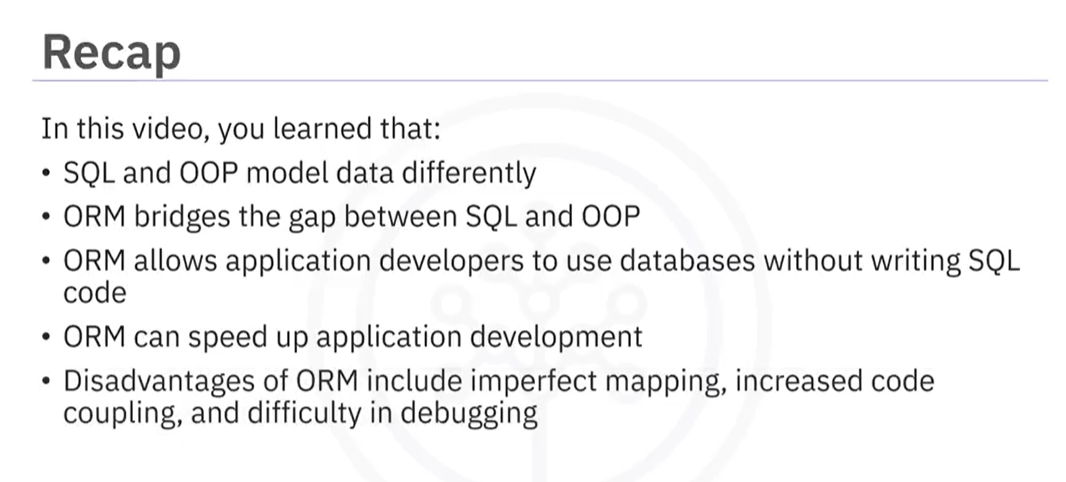 Recap
In this video, you learned that:
• SQL and OOP model data differently
• ORM bridges the gap between SQL and OOP
• ORM allows application developers to use databases without writing SQL
code
• ORM can speed up application development
• Disadvantages of ORM include imperfect mapping, increased code
coupling, and difficulty in debugging